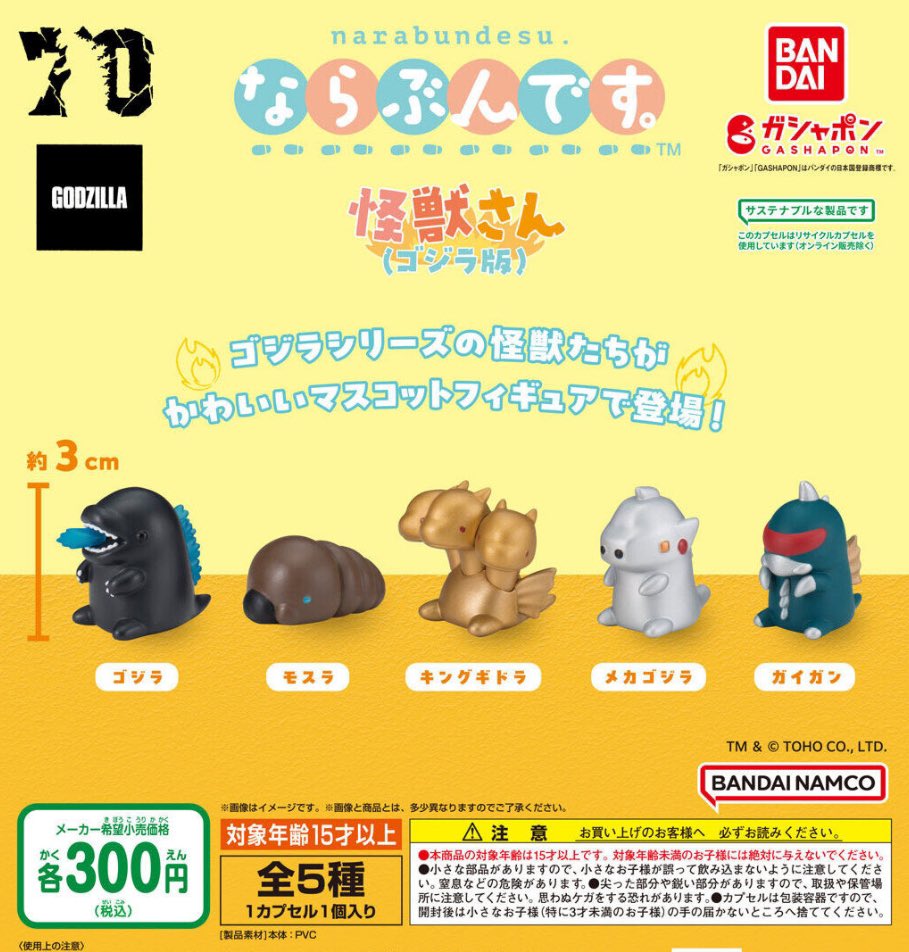 70
GODZILLA
narabundesu.
ならぶんです。
TM
怪獣さん
(ゴジラ版)
BAN
DAI
ガシャポン
GASHAPON TM
「ガシャポン」「GASHAPON」はバンダイの日本国登録商標です。
サステナブルな製品です
このカプセルはリサイクルカプセルを
使用しています(オンライン販売除く)
ゴジラシリーズの怪獣たちが
かわいいマスコットフィギュアで登場!
約3cm
ゴジラ
モスラ
キングギドラ
メカゴジラ
ガイガン
TM & © TOHO CO., LTD.
BANDAI NAMCO
※画像はイメージです。※画像と商品とは、多少異なりますのでご了承ください。
きぼうこうりかかく
メーカー希望小売価格
かく えん
各300円
ぜいこみ
(税込)
対象年齢15才以上
全5種
1カプセル1個入り
[製品素材]本体:PVC
注意 お買い上げのお客様へ 必ずお読みください。
●本商品の対象年齢は15才以上です。対象年齢未満のお子様には絶対に与えないでください。
●小さな部品がありますので、小さなお子様が誤って飲み込まないように注意してくださ
い。窒息などの危険があります。●尖った部分や鋭い部分がありますので、取扱や保管場
所に注意してください。思わぬケガをする恐れがあります。●カプセルは包装容器ですので、
開封後は小さなお子様(特に3才未満のお子様)の手の届かないところへ捨ててください。
〈使用上の注意〉